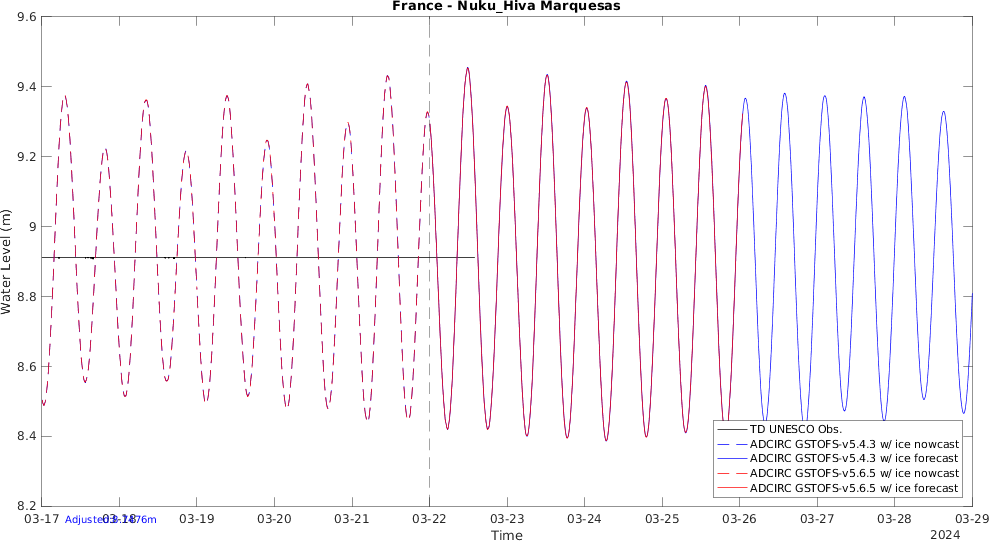 France - Nuku_Hiva Marquesas
9.6
9.4
9.2
9
8.8
8.6
8.4
8.2
Water Level (m)
TD UNESCO Obs.
ADCIRC GSTOFS-v5.4.3 w/ ice nowcast
ADCIRC GSTOFS-v5.4.3 w/ ice forecast
ADCIRC GSTOFS-v5.6.5 w/ ice nowcast
ADCIRC GSTOFS-v5.6.5 w/ ice forecast
03-17 03-18 03-19 03-20 03-21 03-22 03-23 03-24 03-25 03-26 03-27 03-28 03-29
Time
2024